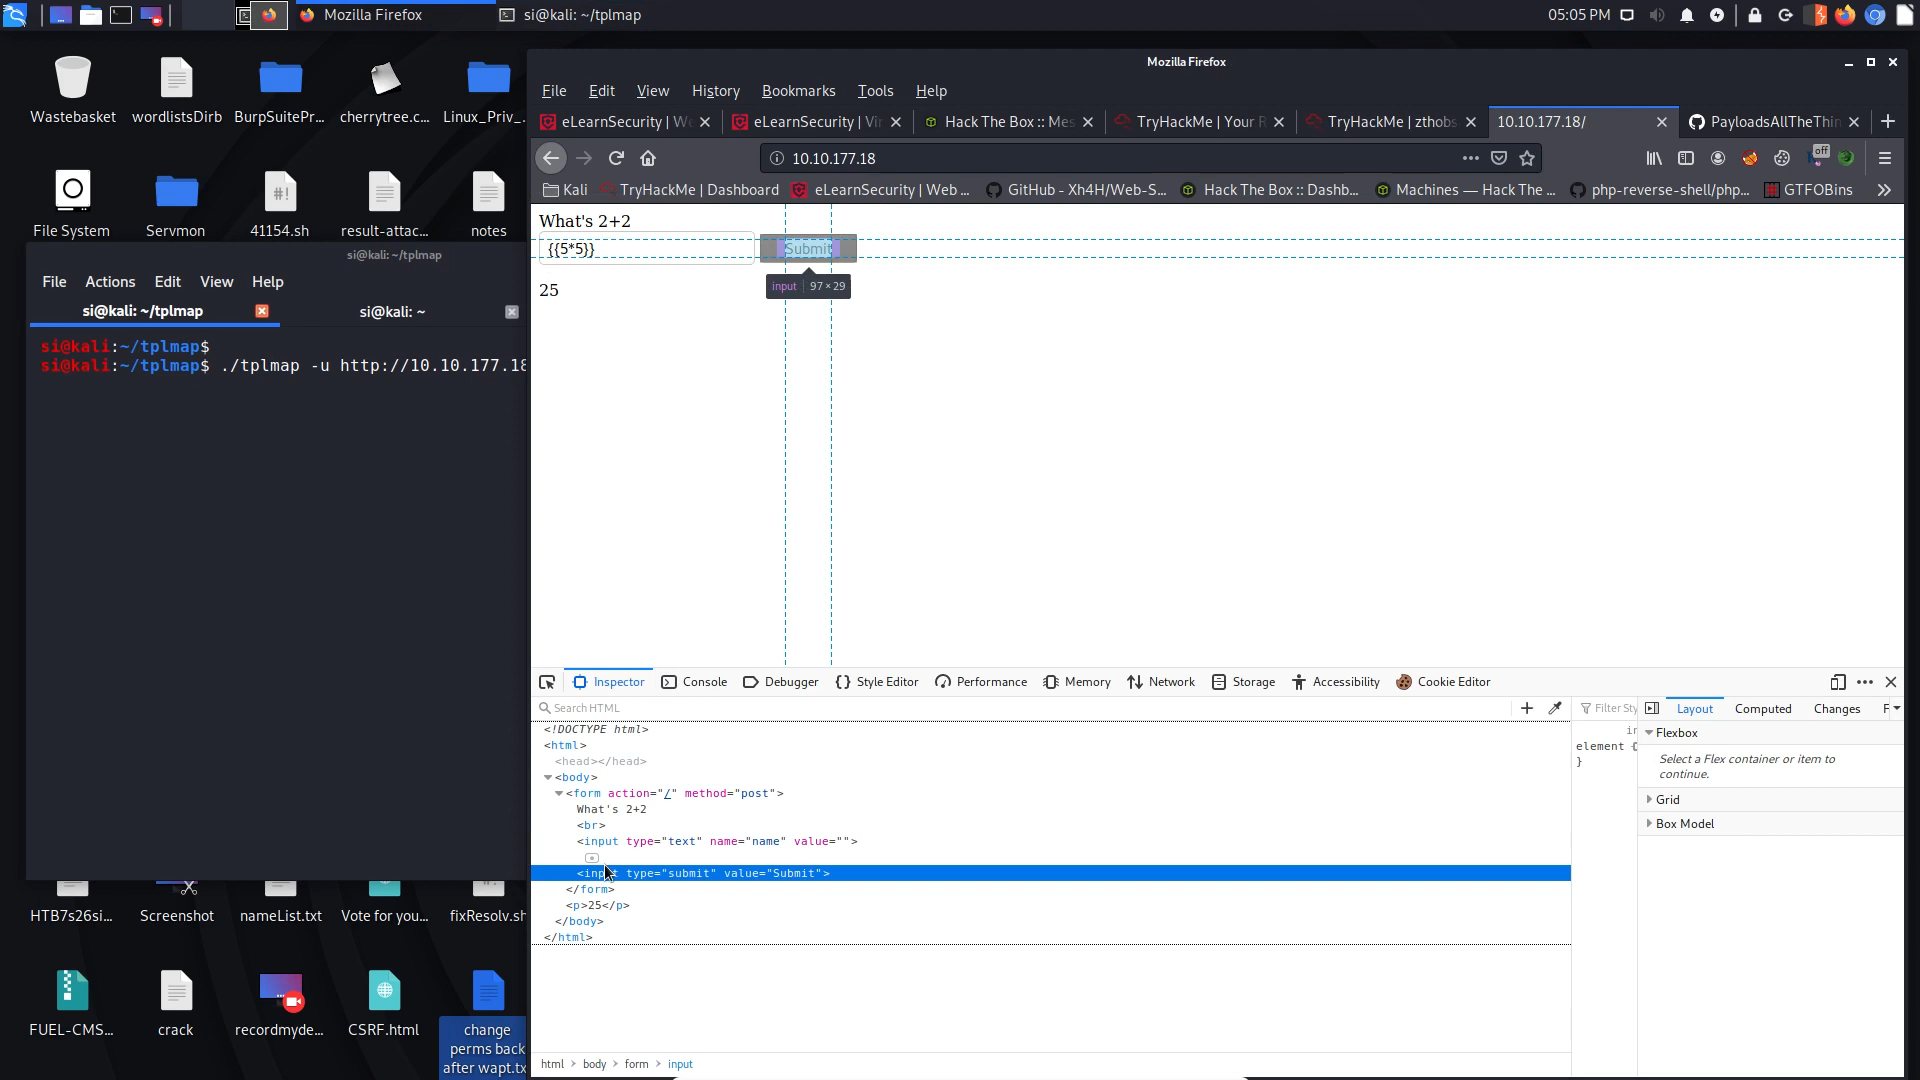 Mozilla Firefox
si@kali: ~/tplmap
05:05 PM
Wastebasket
wordlistsDirb
BurpSuitePr...
cherrytree.c...
Linux_Priv_...
File System
Servmon
41154.sh
result-attac...
notes
si@kali: ~/tplmap
File Actions Edit View Help
si@kali: ~/tplmap
si@kali: ~
si@kali:~/tplmap$
si@kali:~/tplmap$ ./tplmap -u http://10.10.177.18
HTB7s26si...
Screenshot
nameList.txt
Vote for you...
fixResolv.sh
FUEL-CMS...
crack
recordmyde...
CSRF.html
change
perms back
after wapt.tx
Mozilla Firefox
File Edit View History Bookmarks Tools Help
eLearnSecurity | We
eLearnSecurity | Vir
Hack The Box :: Mes
TryHackMe | Your R
TryHackMe | zthobs
10.10.177.18/
PayloadsAllTheThin
10.10.177.18
off
Kali
TryHackMe | Dashboard
eLearnSecurity | Web ...
GitHub - Xh4H/Web-S...
Hack The Box :: Dashb...
Machines — Hack The ...
php-reverse-shell/php...
GTFOBins
What's 2+2
{{5*5}}
Submit
input 97 × 29
25
Inspector Console Debugger Style Editor Performance Memory Network Storage Accessibility Cookie Editor
Search HTML
Filter Sty
Layout Computed Changes F
<!DOCTYPE html>
<html>
<head></head>
<body>
<form action="/" method="post">
What's 2+2
<br>
<input type="text" name="name" value="">
<input type="submit" value="Submit">
</form>
<p>25</p>
</body>
</html>
element {
}
Flexbox
Select a Flex container or item to
continue.
Grid
Box Model
html > body > form > input